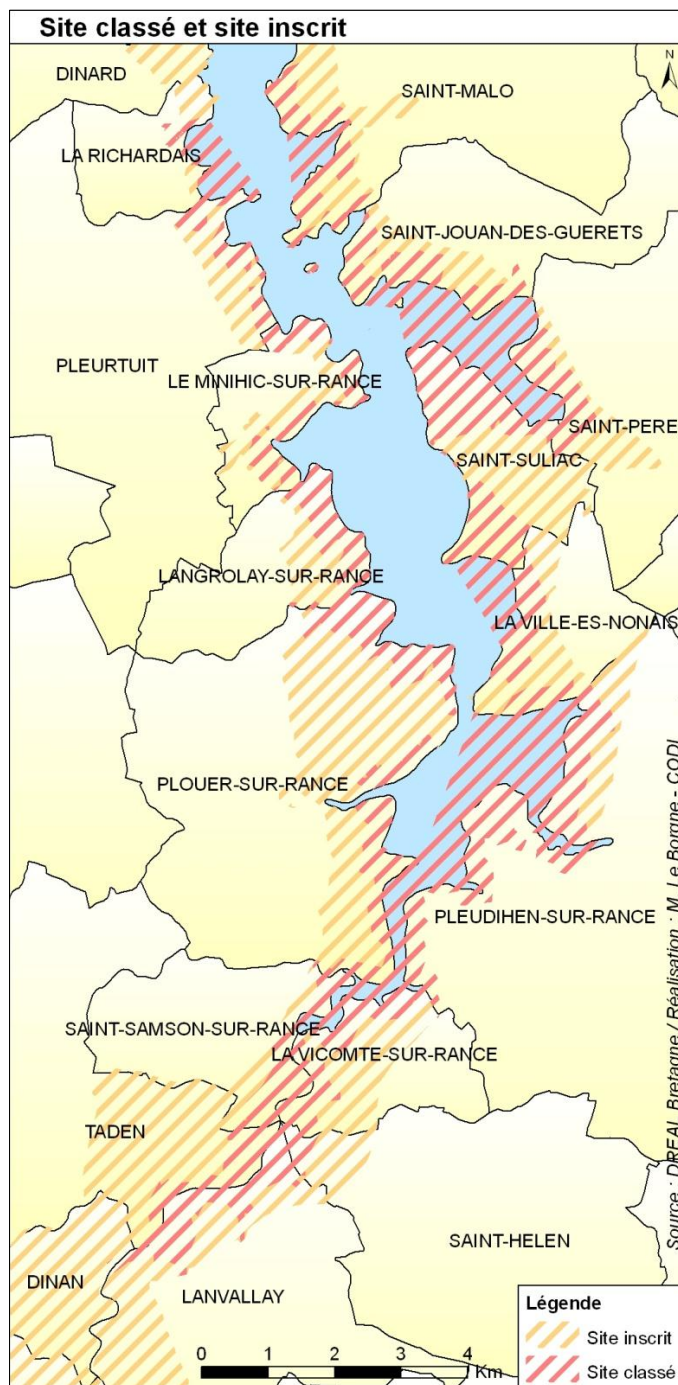 Site classé et site inscrit
N
DINARD
SAINT-MALO
LA RICHARDAIS
SAINT-JOUAN-DES-GUERETS
PLEURTUIT
LE MINIHIC-SUR-RANCE
SAINT-PERE
SAINT-SULIAC
LANGROLAY-SUR-RANCE
LA VILLE-ES-NONAIS
PLOUER-SUR-RANCE
PLEUDIHEN-SUR-RANCE
SAINT-SAMSON-SUR-RANCE
LA VICOMTE-SUR-RANCE
TADEN
SAINT-HELEN
DINAN
LANVALLAY
Source : DREAL Bretagne / Réalisation : M. Le Borgne - CODI
Légende
Site inscrit
Site classé
0 1 2 3 4
Km